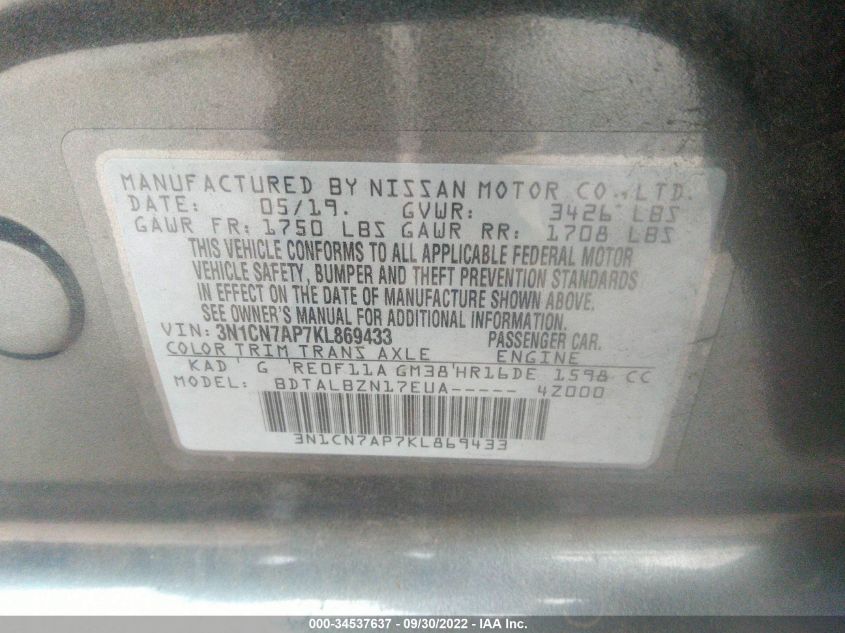 MANUFACTURED BY NISSAN MOTOR CO., LTD.
DATE: 05/19. GVWR: 3426 LBS
GAWR FR: 1750 LBS GAWR RR: 1708 LBS
THIS VEHICLE CONFORMS TO ALL APPLICABLE FEDERAL MOTOR
VEHICLE SAFETY, BUMPER AND THEFT PREVENTION STANDARDS
IN EFFECT ON THE DATE OF MANUFACTURE SHOWN ABOVE.
SEE OWNER'S MANUAL FOR ADDITIONAL INFORMATION.
VIN: 3N1CN7AP7KL869433 PASSENGER CAR.
COLOR TRIM TRANS AXLE ENGINE
KAD G RE0F11A GM38 HR16DE 1598 CC
MODEL: BDTALBZN17EUA----- 4Z000
3N1CN7AP7KL869433
000-34537637 - 09/30/2022 - IAA Inc.